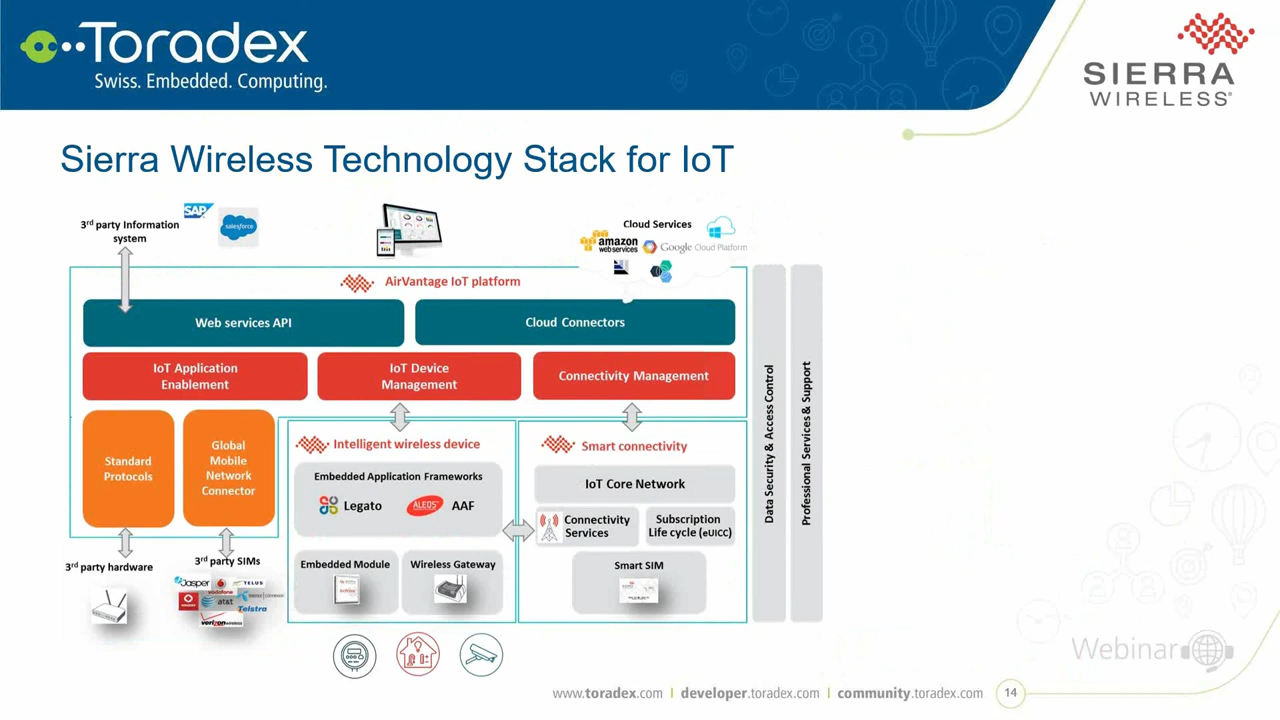 Toradex
Swiss. Embedded. Computing.
SIERRA
WIRELESS®
Sierra Wireless Technology Stack for IoT
3rd party Information
system
SAP
salesforce
Cloud Services
amazon
web services
Google Cloud Platform
AirVantage IoT platform
Web services API
Cloud Connectors
IoT Application
Enablement
IoT Device
Management
Connectivity Management
Standard
Protocols
Global
Mobile
Network
Connector
Intelligent wireless device
Embedded Application Frameworks
Legato
ALEOS
AAF
Embedded Module
Wireless Gateway
Smart connectivity
IoT Core Network
Connectivity
Services
Subscription
Life cycle (eUICC)
Smart SIM
Data Security & Access Control
Professional Services & Support
3rd party hardware
3rd party SIMs
Jasper
TELUS
vodafone
at&t
Telstra
verizon wireless
Webinar
www.toradex.com | developer.toradex.com | community.toradex.com
14